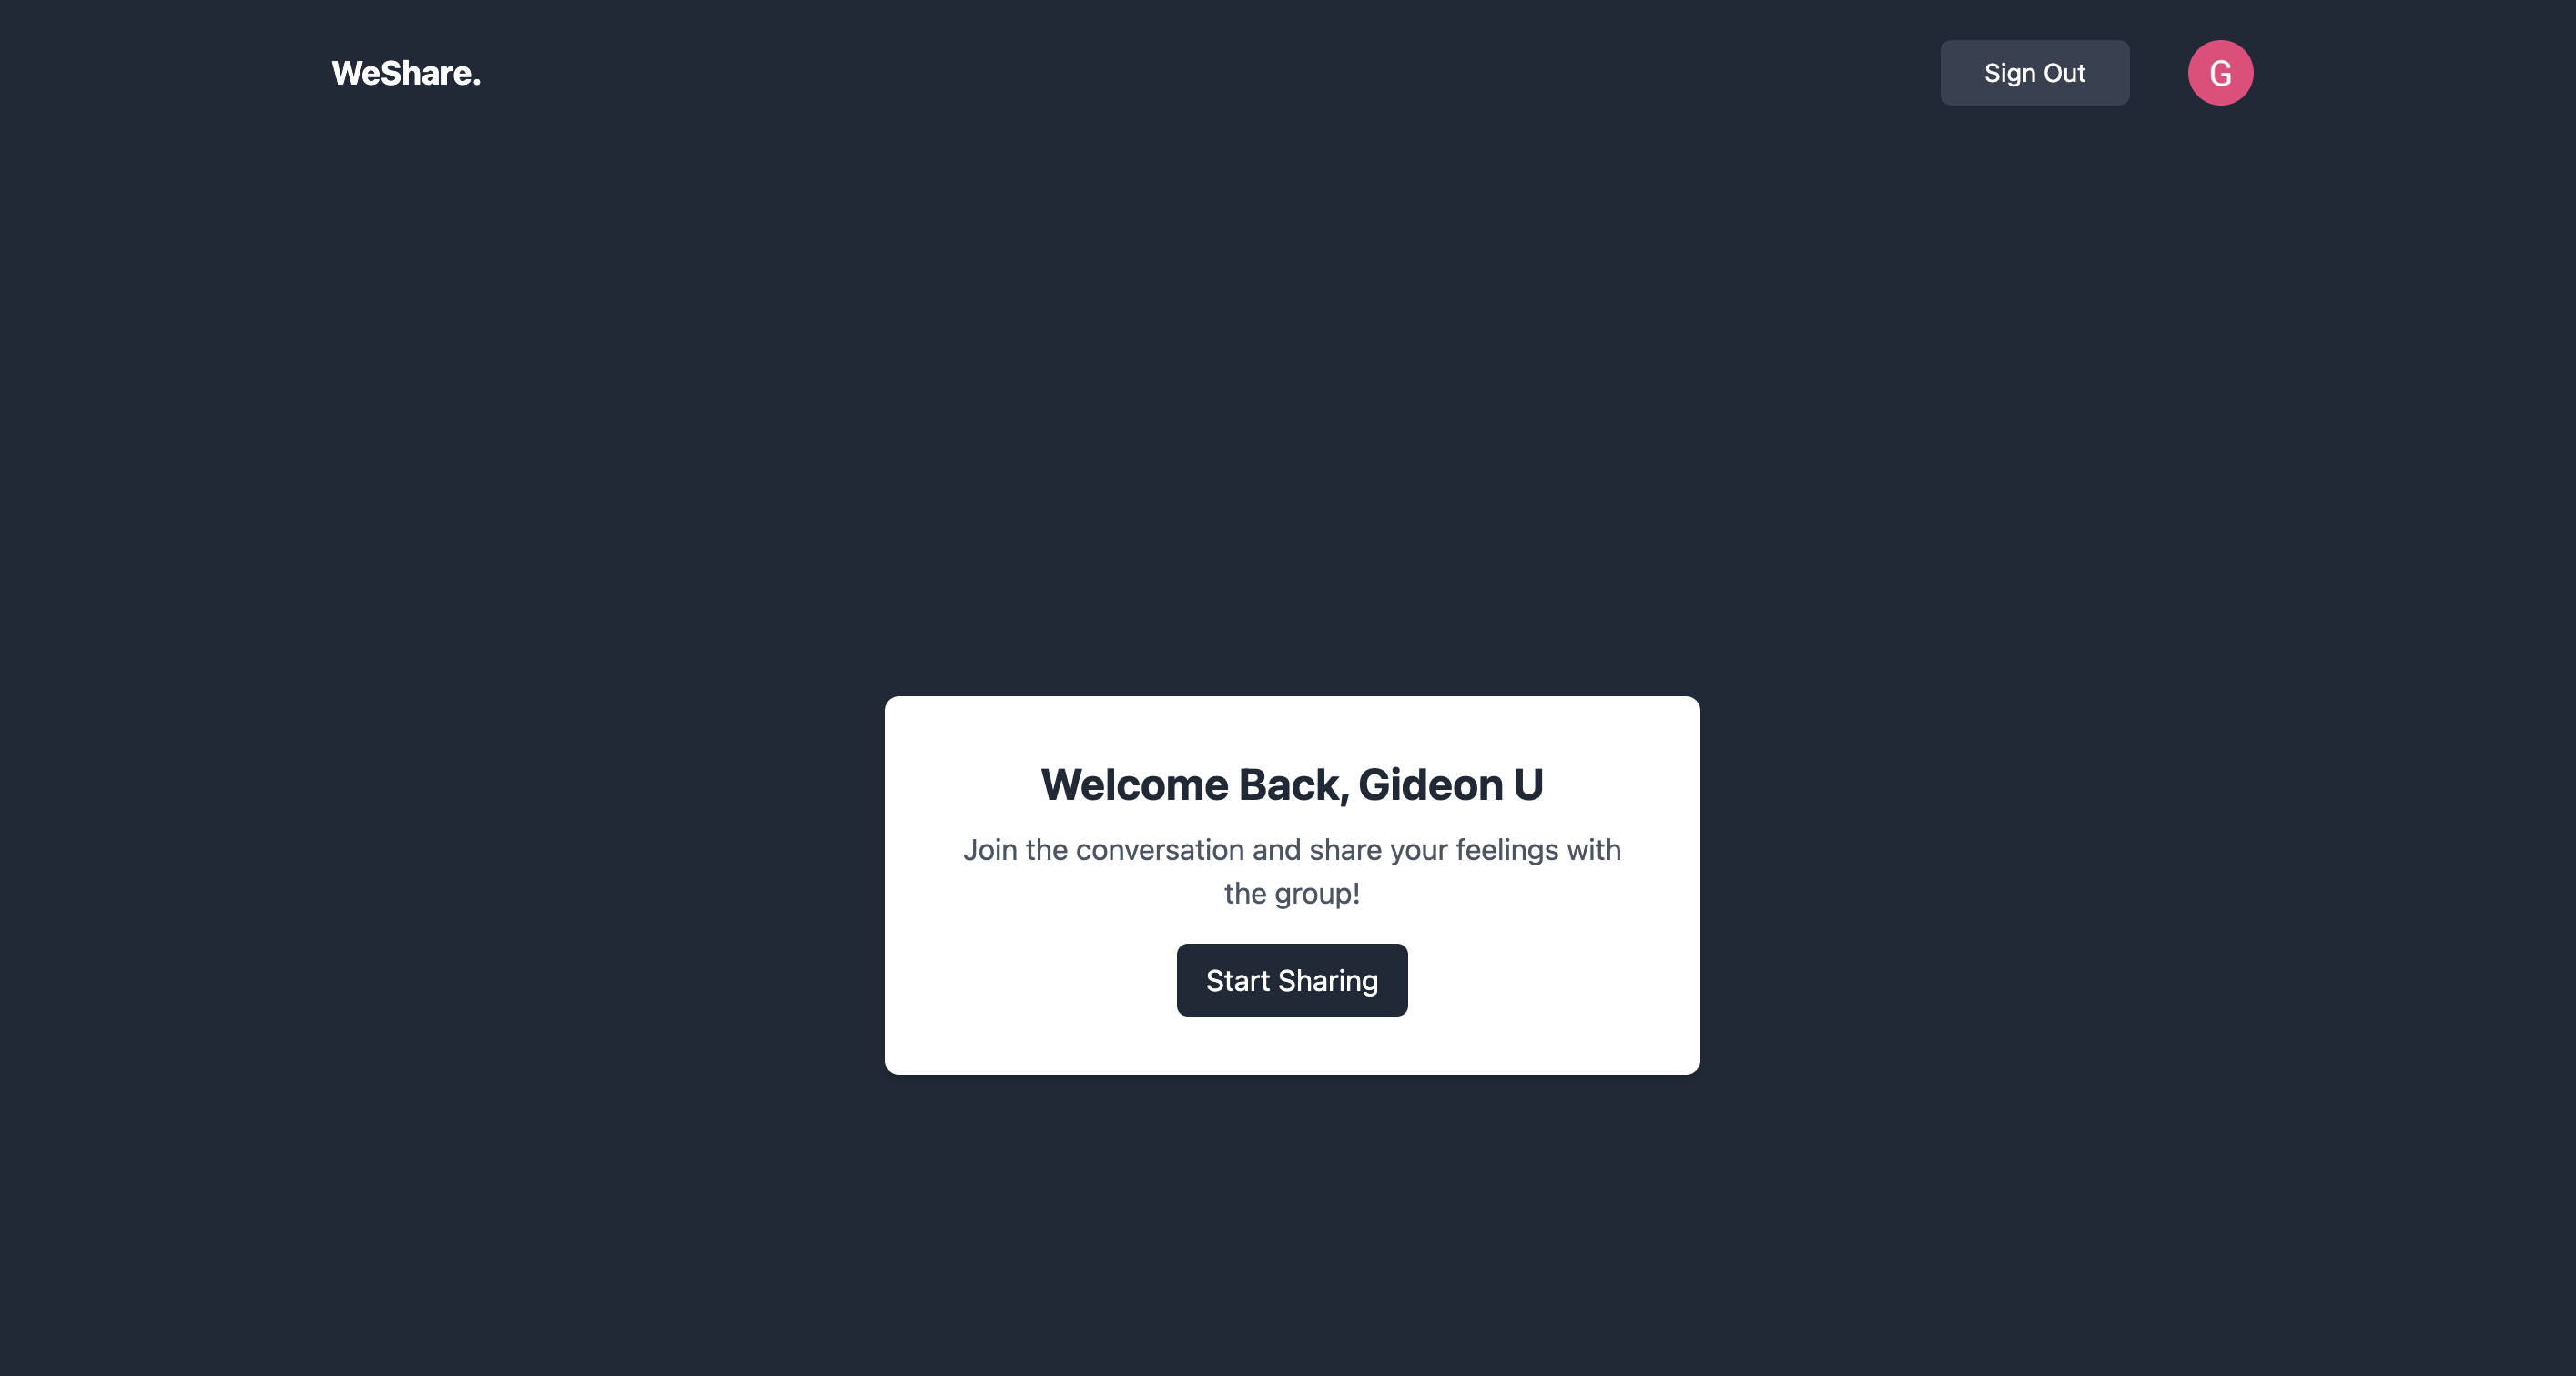 WeShare.
Sign Out
G
Welcome Back, Gideon U
Join the conversation and share your feelings with
the group!
Start Sharing